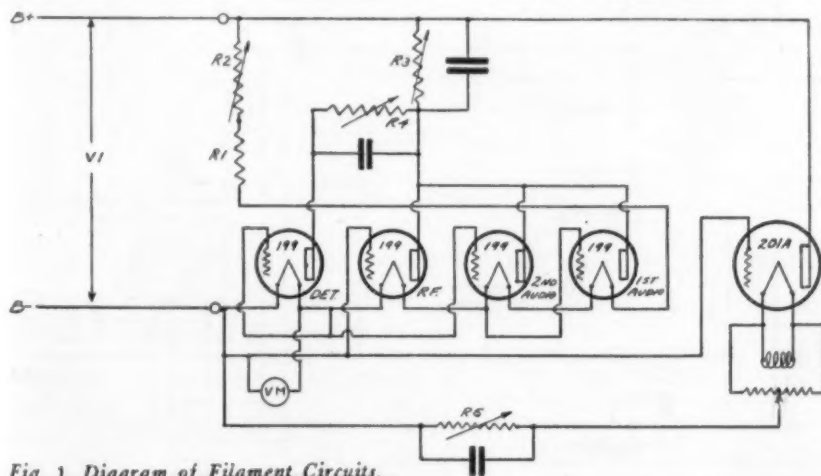 B+
R2
R3
R4
V1
R1
199
199
199
199
201A
DET.
R.F.
2ND AUDIO
1ST AUDIO
B-
VM
R6
Fig. 1. Diagram of Filament Circuits.